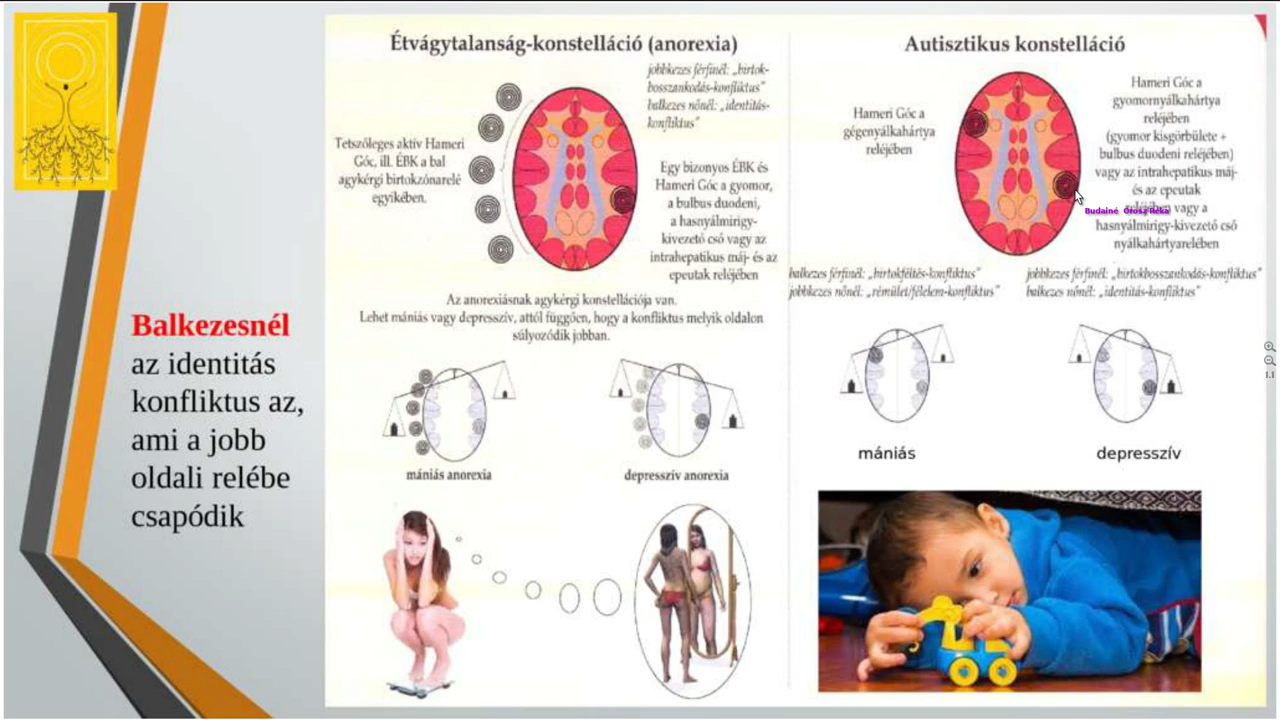 Balkezesnél
az identitás
konfliktus az,
ami a jobb
oldali relébe
csapódik
Étvágytalanság-konstelláció (anorexia)
jobbkezes férfinél: „birtok-
bosszankodás-konfliktus"
balkezes nőnél: „identitás-
konfliktus"
Tetszőleges aktív Hameri
Góc, ill. ÉBK a bal
agykérgi birtokzónarelé
egyikében.
Egy bizonyos ÉBK és
Hameri Góc a gyomor,
a bulbus duodeni,
a hasnyálmirigy-
kivezető cső vagy az
intrahepatikus máj- és az
epeutak reléjében
Az anorexiásnak agykérgi konstellációja van.
Lehet mániás vagy depresszív, attól függően, hogy a konfliktus melyik oldalon
súlyozódik jobban.
mániás anorexia
depresszív anorexia
Autisztikus konstelláció
Hameri Góc a
gégenyálkahártya
reléjében
Hameri Góc a
gyomornyálkahártya
reléjében
(gyomor kisgörbülete +
bulbus duodeni reléjében)
vagy az intrahepatikus máj-
és az epeutak
reléjében vagy a
hasnyálmirigy-kivezető cső
nyálkahártyarelében
Budainé Orosz Réka
balkezes férfinél: „birtokféltés-konfliktus"
jobbkezes nőnél: „rémület/félelem-konfliktus"
jobbkezes férfinél: „birtokbosszankodás-konfliktus"
balkezes nőnél: „identitás-konfliktus"
mániás
depresszív
1.1